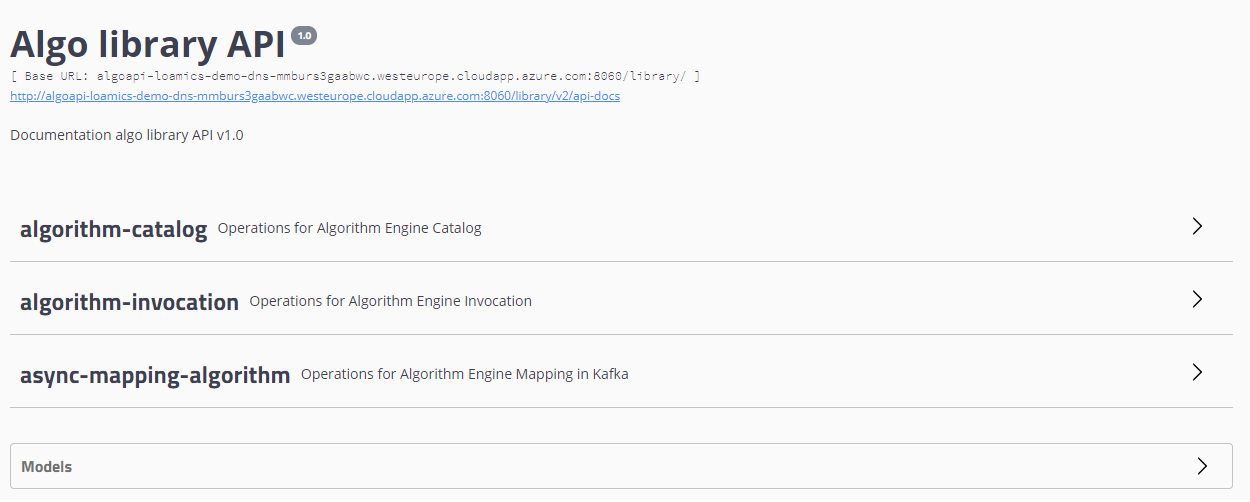 Algo library API 1.0
[ Base URL: algoapi-loamics-demo-dns-mmburs3gaabwc.westeurope.cloudapp.azure.com:8060/library/ ]
http://algoapi-loamics-demo-dns-mmburs3gaabwc.westeurope.cloudapp.azure.com:8060/library/v2/api-docs
Documentation algo library API v1.0
algorithm-catalog Operations for Algorithm Engine Catalog
algorithm-invocation Operations for Algorithm Engine Invocation
async-mapping-algorithm Operations for Algorithm Engine Mapping in Kafka
Models